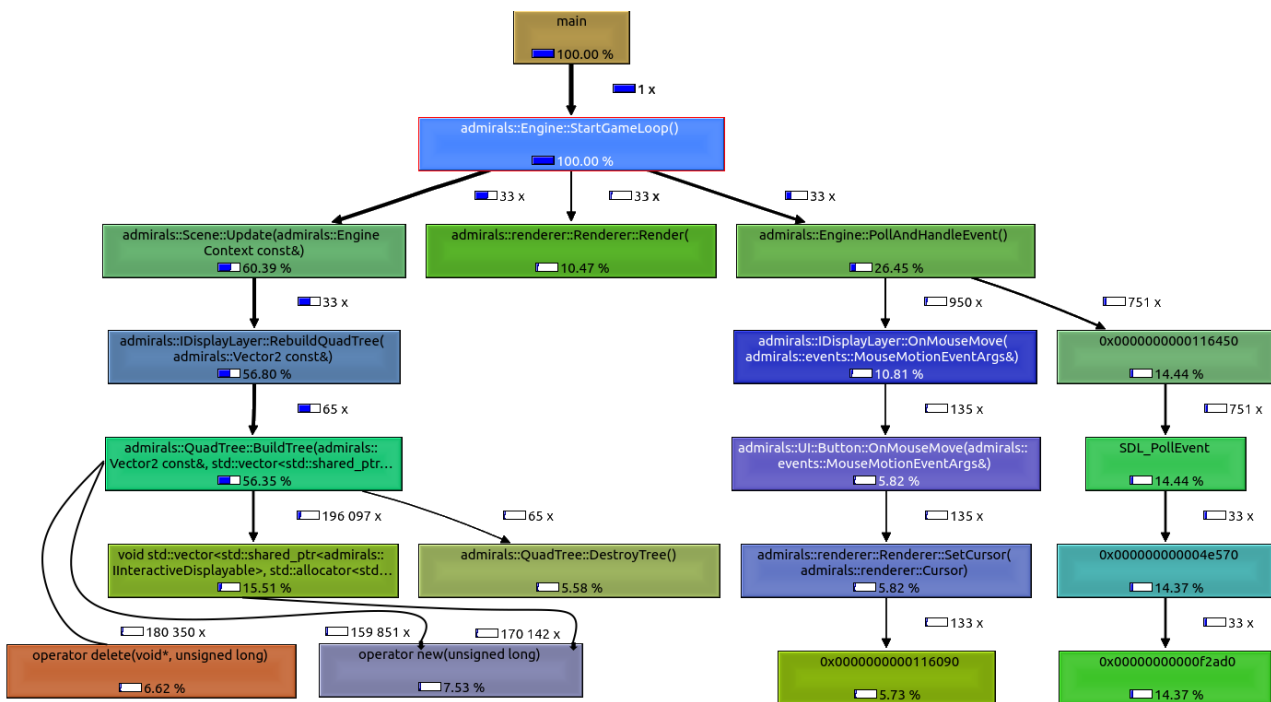 main
100.00 %
1 x
admirals::Engine::StartGameLoop()
100.00 %
33 x
33 x
33 x
admirals::Scene::Update(admirals::Engine
Context const&)
60.39 %
admirals::renderer::Renderer::Render(
10.47 %
admirals::Engine::PollAndHandleEvent()
26.45 %
33 x
950 x
751 x
admirals::IDisplayLayer::RebuildQuadTree(
admirals::Vector2 const&)
56.80 %
admirals::IDisplayLayer::OnMouseMove(
admirals::events::MouseMotionEventArgs&)
10.81 %
0x0000000000116450
14.44 %
65 x
135 x
751 x
admirals::QuadTree::BuildTree(admirals::
Vector2 const&, std::vector<std::shared_ptr...
56.35 %
admirals::UI::Button::OnMouseMove(admirals::
events::MouseMotionEventArgs&)
5.82 %
SDL_PollEvent
14.44 %
196 097 x
65 x
135 x
33 x
void std::vector<std::shared_ptr<admirals::
IInteractiveDisplayable>, std::allocator<std...
15.51 %
admirals::QuadTree::DestroyTree()
5.58 %
admirals::renderer::Renderer::SetCursor(
admirals::renderer::Cursor)
5.82 %
0x000000000004e570
14.37 %
180 350 x
159 851 x
170 142 x
133 x
33 x
operator delete(void*, unsigned long)
6.62 %
operator new(unsigned long)
7.53 %
0x0000000000116090
5.73 %
0x00000000000f2ad0
14.37 %